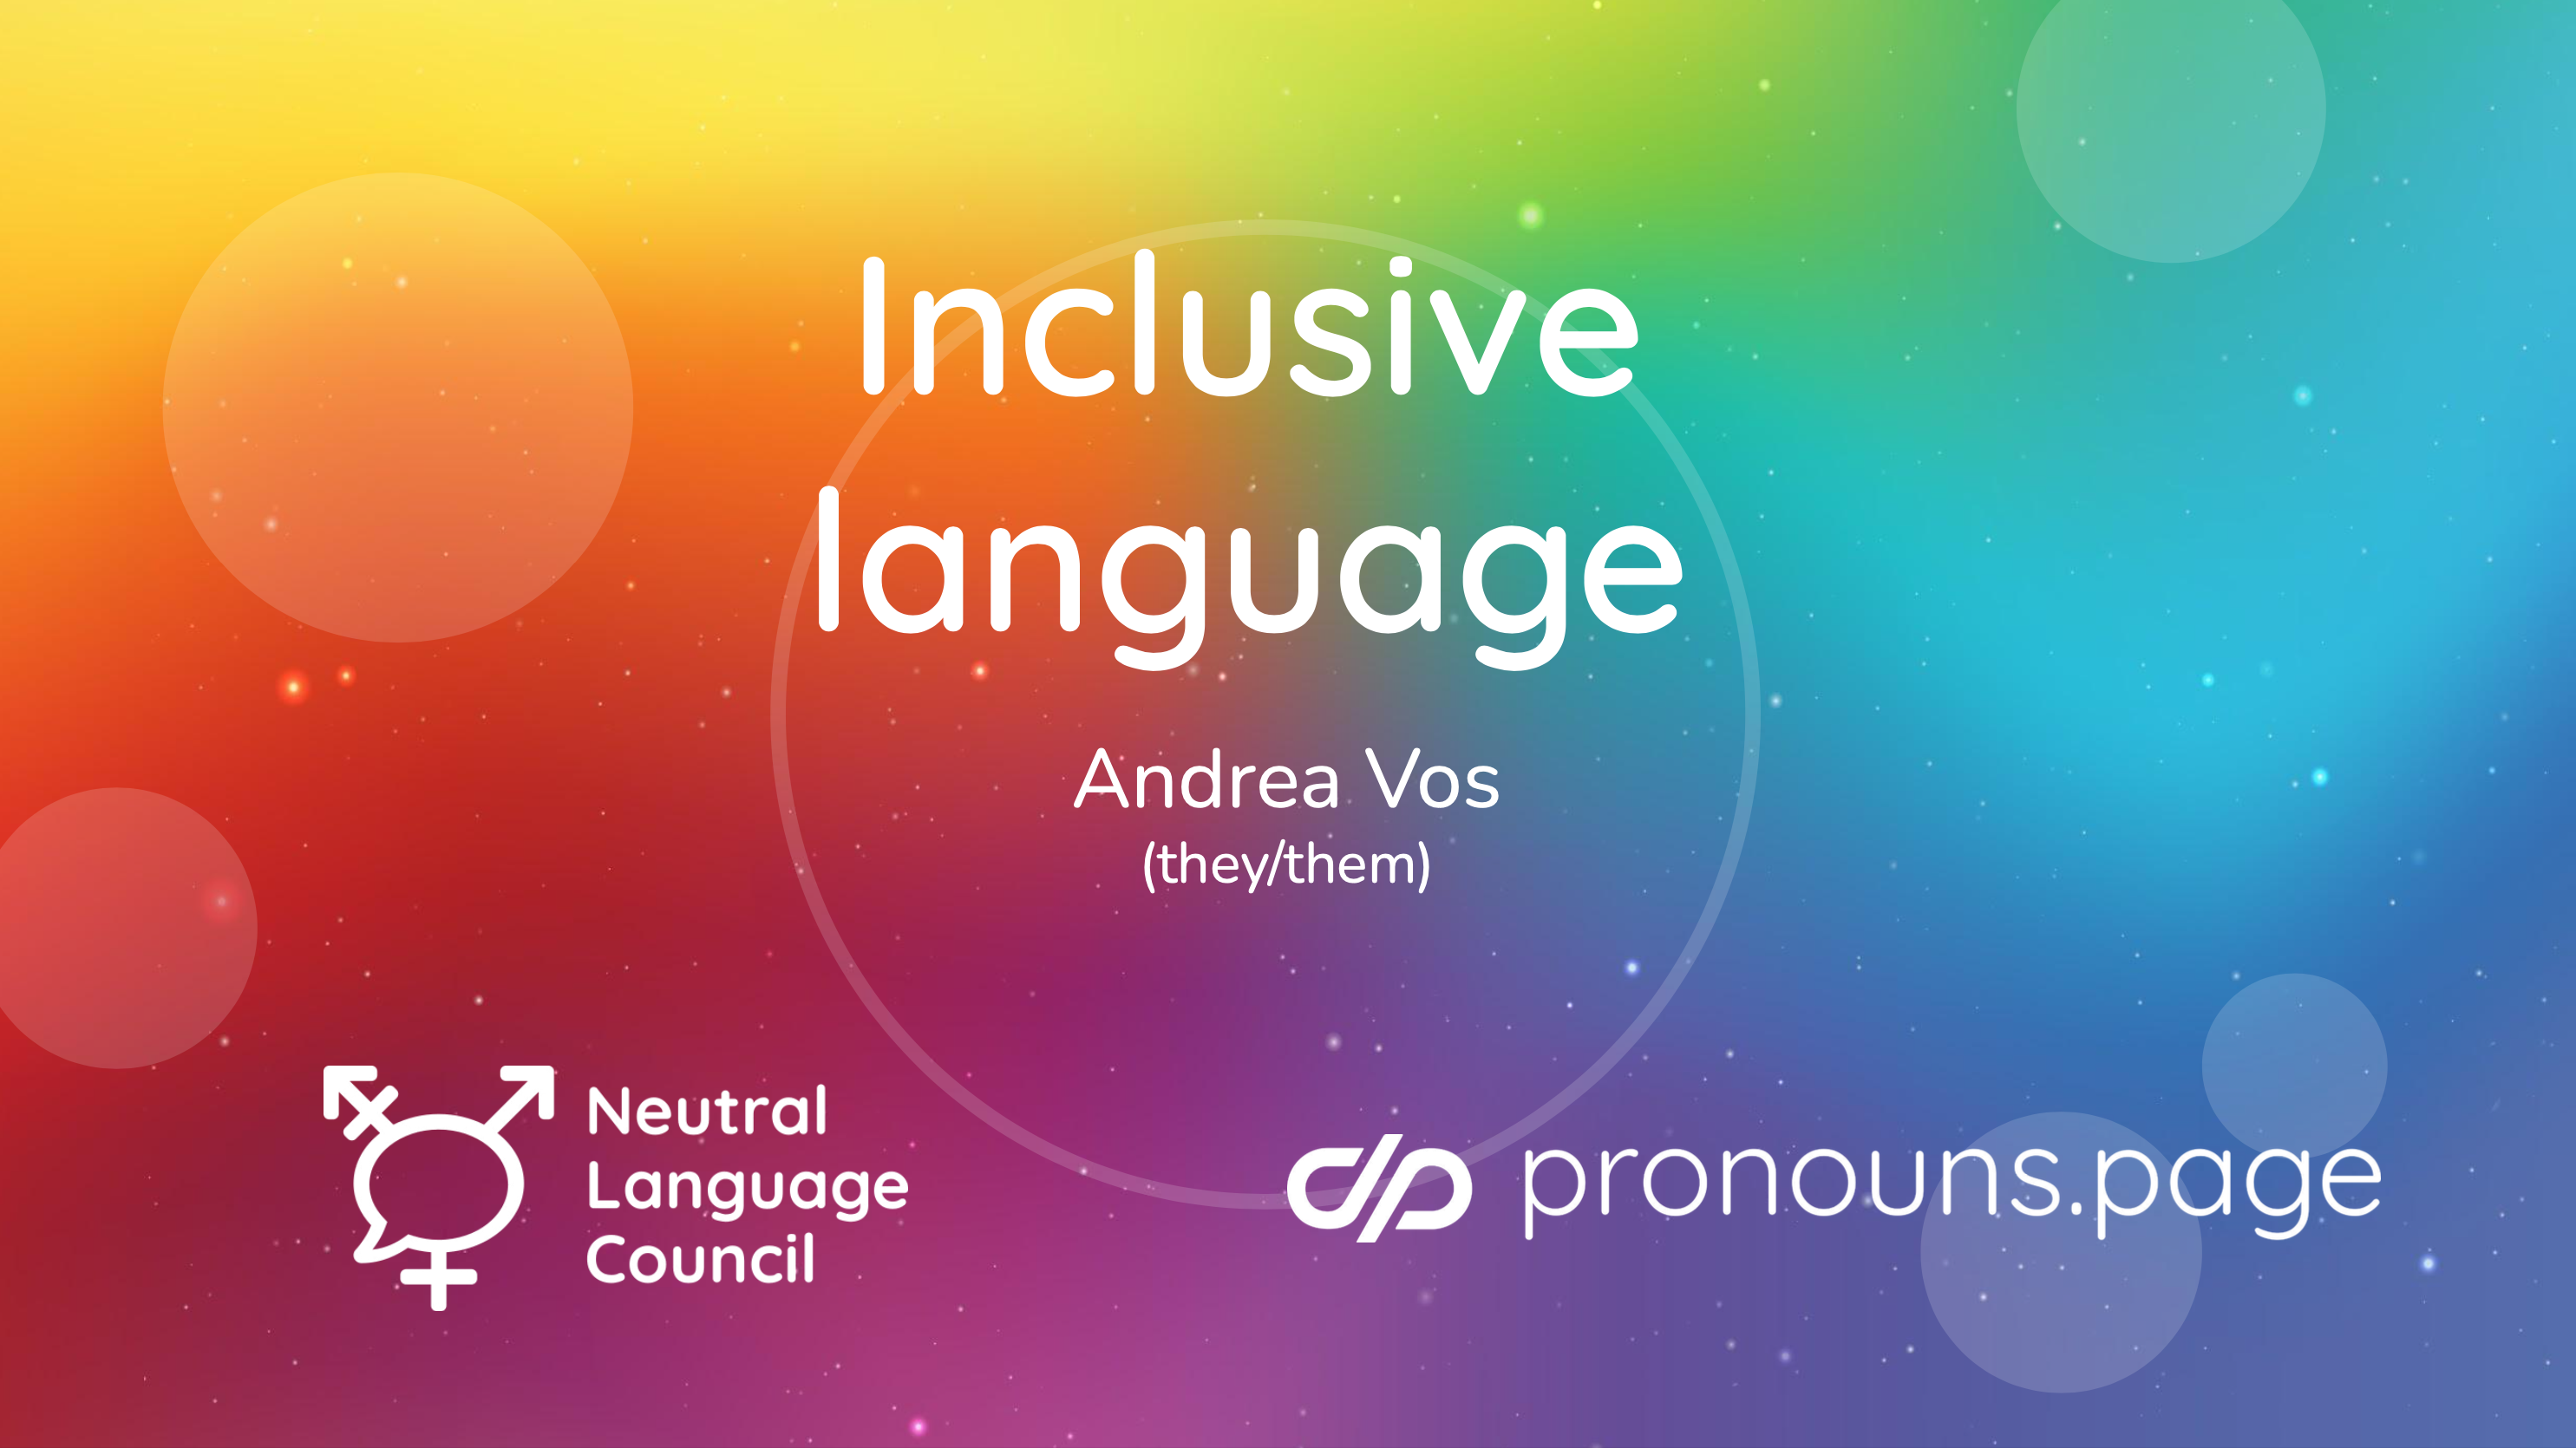 Inclusive
language
Andrea Vos
(they/them)
Neutral
Language
Council
pronouns.page